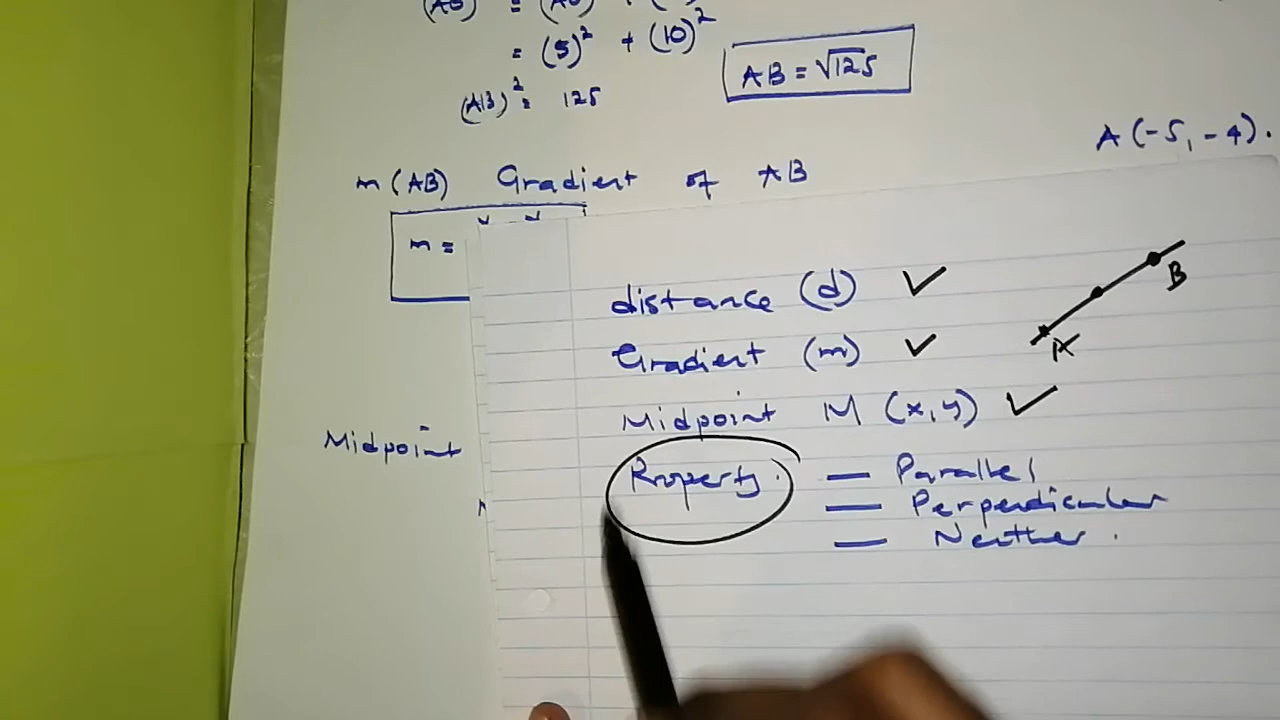 (AB)² = (AB)
= (5)² + (10)²
(AB)² = 125
AB = √125
A (-5, -4).
m (AB) Gradient of AB
m =
distance (d) ✓
Gradient (m) ✓
Midpoint M (x,y) ✓
Property. — Parallel
— Perpendicular
— Neither.
B
A
Midpoint